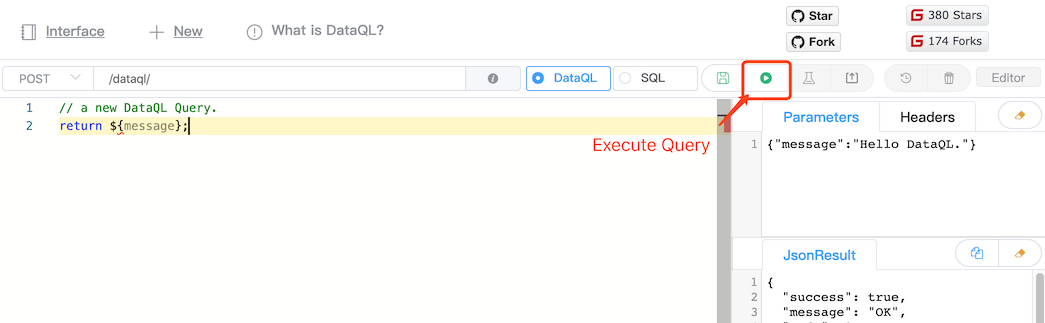 Interface
New
What is DataQL?
Star
Fork
380 Stars
174 Forks
POST
/dataql/
DataQL
SQL
Editor
1 // a new DataQL Query.
2 return ${message};
Execute Query
Parameters
Headers
1 {"message":"Hello DataQL."}
JsonResult
1 {
2 "success": true,
3 "message": "OK",